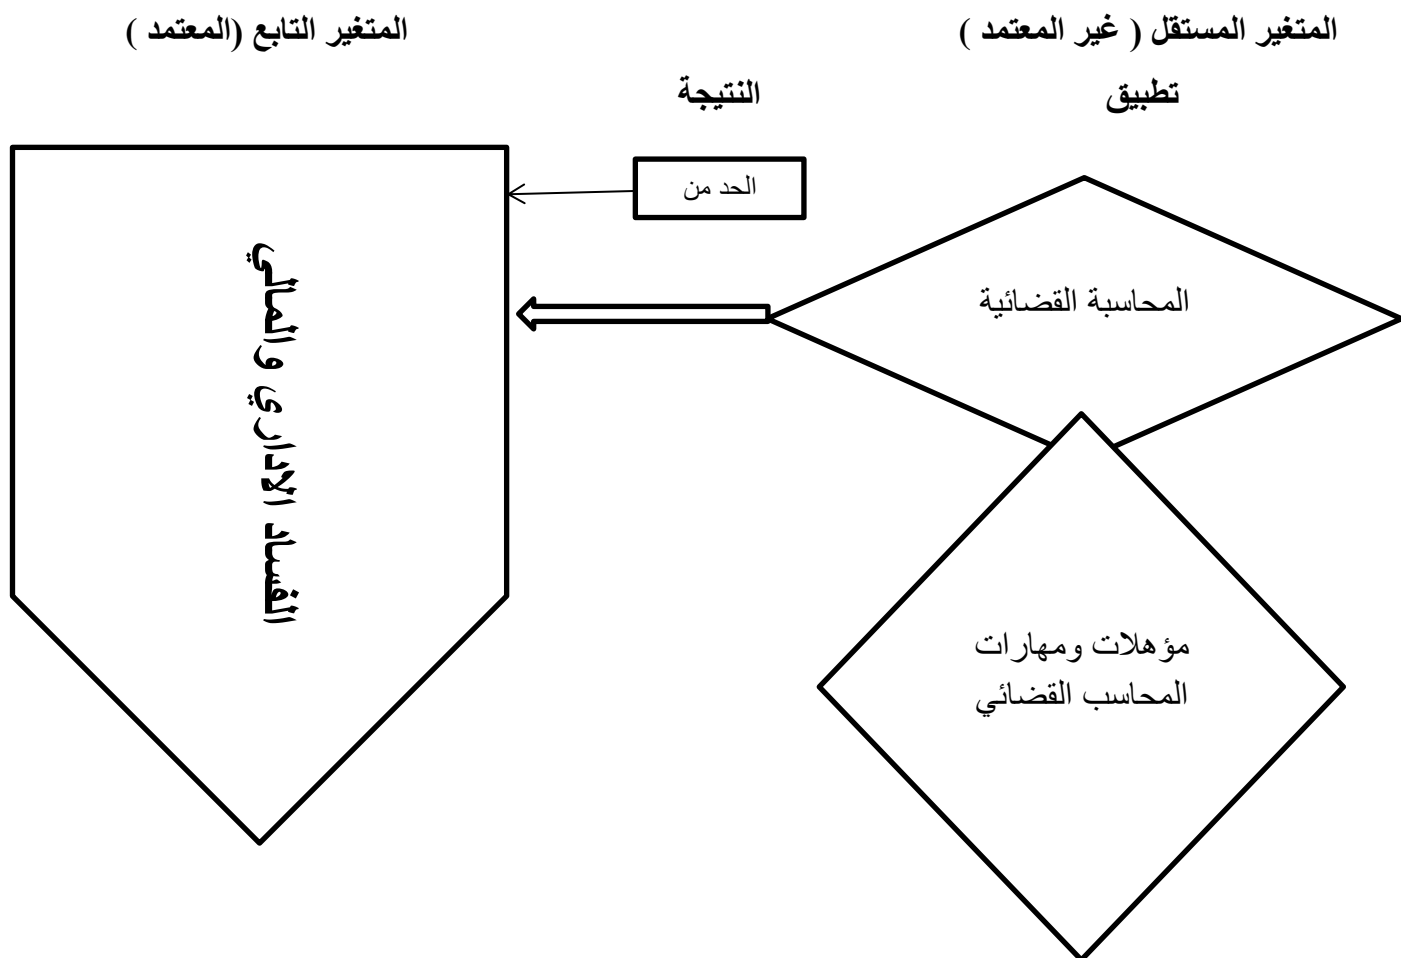 المتغير المستقل ( غير المعتمد )
المتغير التابع (المعتمد )
تطبيق
النتيجة
الحد من
المحاسبة القضائية
الفساد الاداري والمالي
مؤهلات ومهارات
المحاسب القضائي